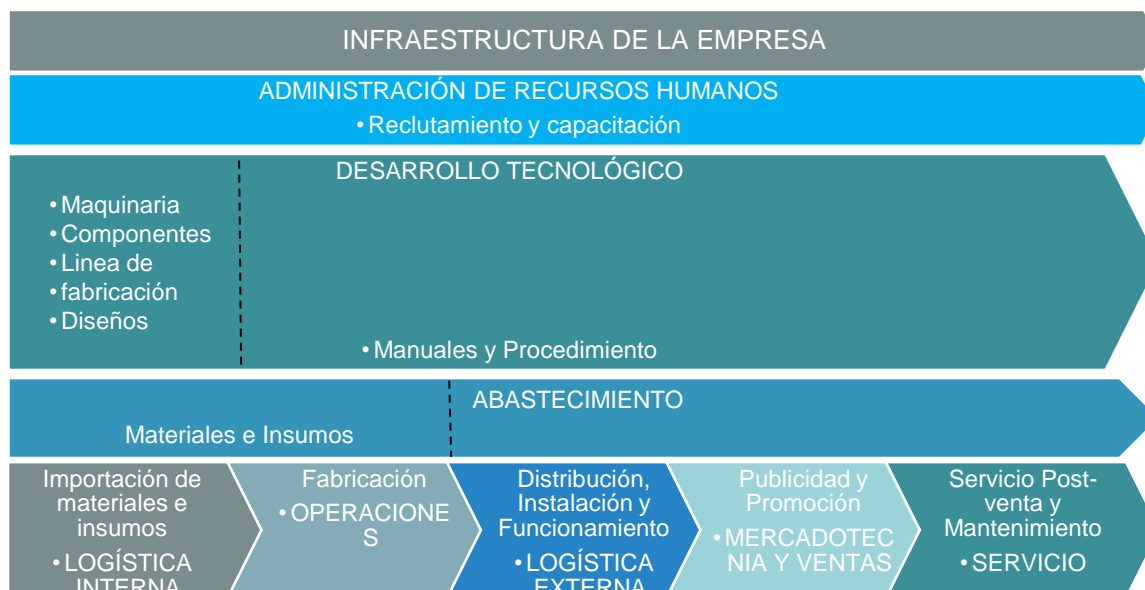 INFRAESTRUCTURA DE LA EMPRESA
ADMINISTRACIÓN DE RECURSOS HUMANOS
• Reclutamiento y capacitación
DESARROLLO TECNOLÓGICO
• Maquinaria
• Componentes
• Linea de
• fabricación
• Diseños
• Manuales y Procedimiento
ABASTECIMIENTO
Materiales e Insumos
Importación de
materiales e
insumos
• LOGÍSTICA
INTERNA
Fabricación
• OPERACIONE
S
Distribución,
Instalación y
Funcionamiento
• LOGÍSTICA
EXTERNA
Publicidad y
Promoción
• MERCADOTEC
NIA Y VENTAS
Servicio Post-
venta y
Mantenimiento
• SERVICIO